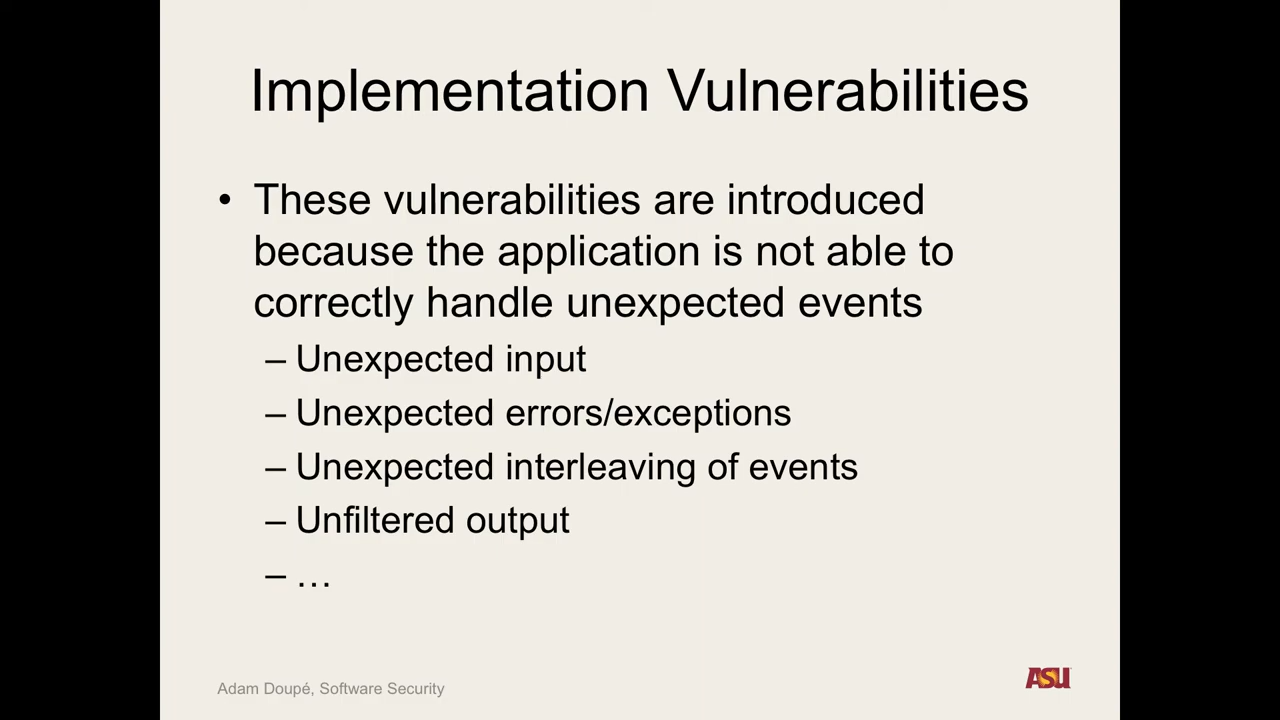 Implementation Vulnerabilities
• These vulnerabilities are introduced
because the application is not able to
correctly handle unexpected events
– Unexpected input
– Unexpected errors/exceptions
– Unexpected interleaving of events
– Unfiltered output
– …
Adam Doupé, Software Security
ASU